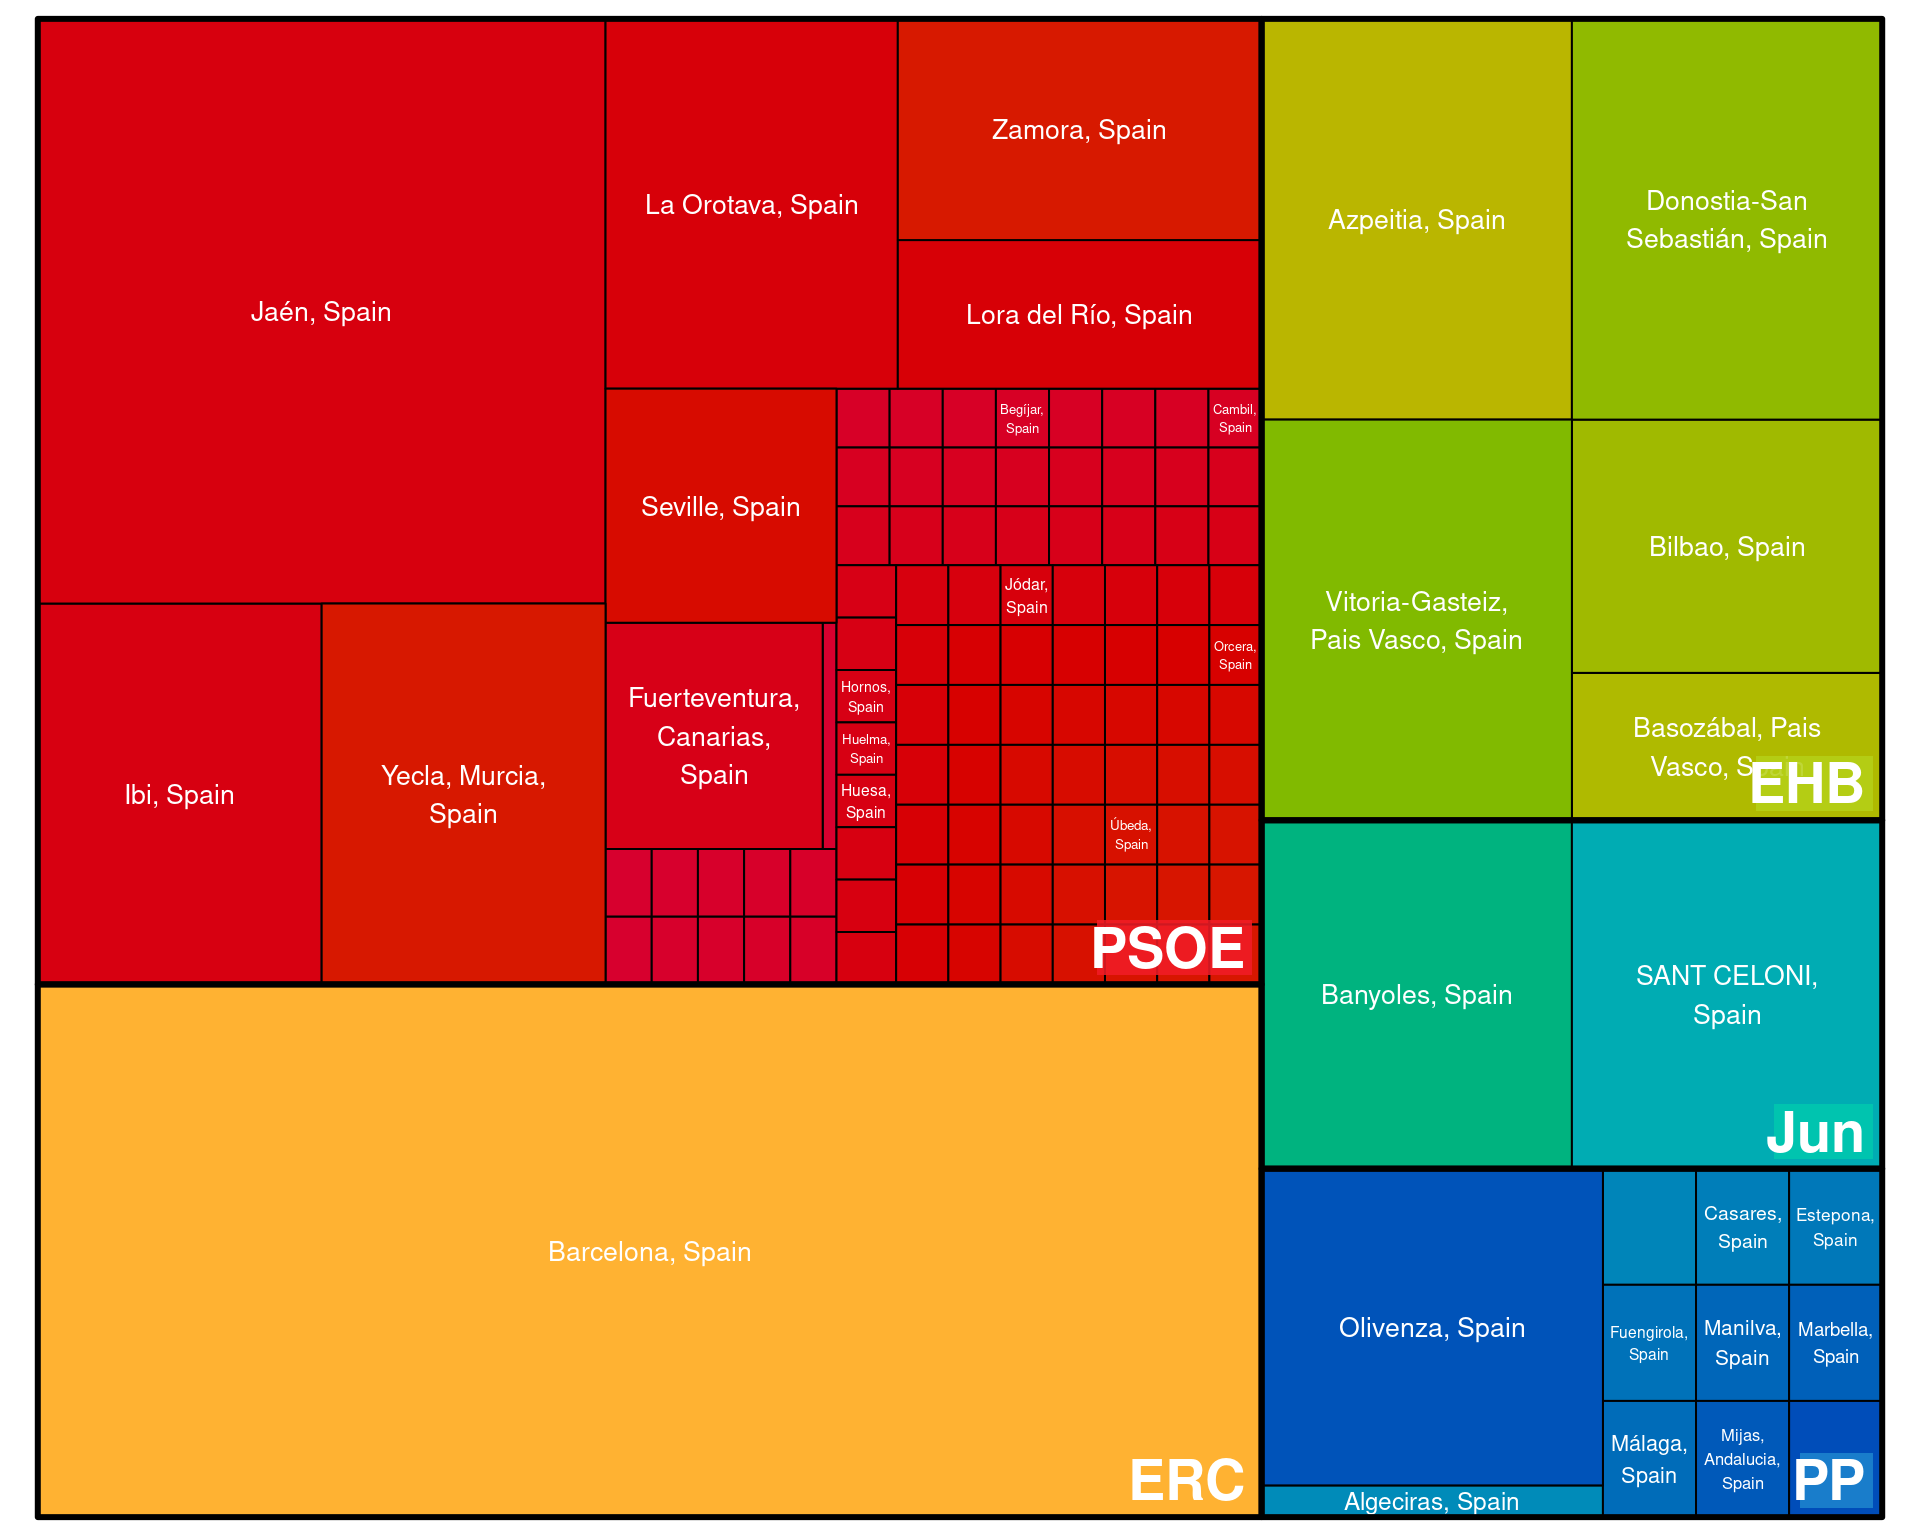 Jaén, Spain
La Orotava, Spain
Zamora, Spain
Lora del Río, Spain
Ibi, Spain
Yecla, Murcia,
Spain
Seville, Spain
Fuerteventura,
Canarias,
Spain
Begíjar,
Spain
Cambil,
Spain
Jódar,
Spain
Orcera,
Spain
Hornos,
Spain
Huelma,
Spain
Huesa,
Spain
Úbeda,
Spain
PSOE
Barcelona, Spain
ERC
Azpeitia, Spain
Donostia-San
Sebastián, Spain
Vitoria-Gasteiz,
Pais Vasco, Spain
Bilbao, Spain
Basozábal, Pais
Vasco, Spain
EHB
Banyoles, Spain
SANT CELONI,
Spain
Jun
Olivenza, Spain
Algeciras, Spain
Casares,
Spain
Estepona,
Spain
Fuengirola,
Spain
Manilva,
Spain
Marbella,
Spain
Málaga,
Spain
Mijas,
Andalucia,
Spain
PP